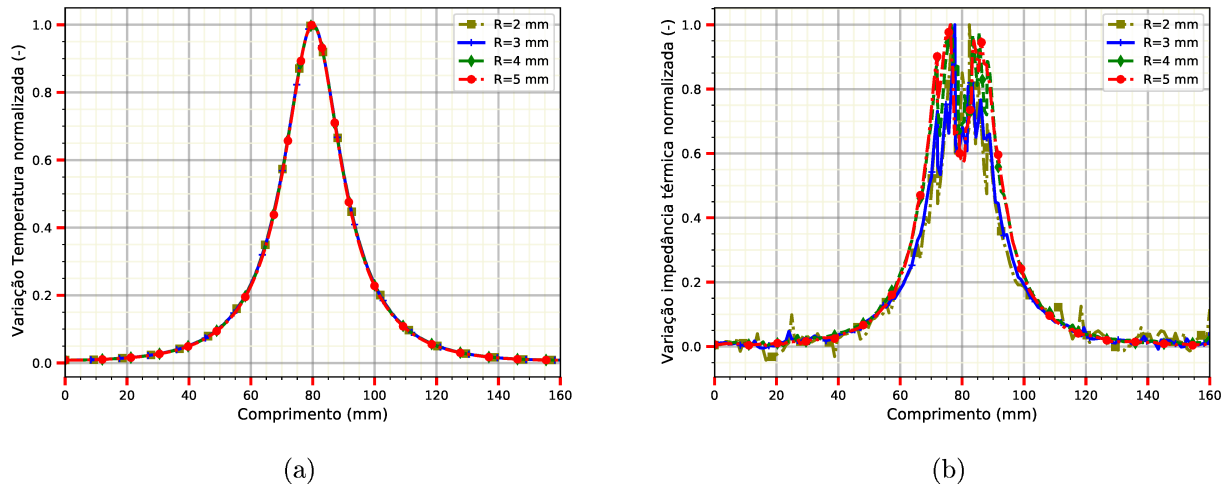 Variação Temperatura normalizada (-)
1.0
0.8
0.6
0.4
0.2
0.0
0 20 40 60 80 100 120 140 160
Comprimento (mm)
R=2 mm
R=3 mm
R=4 mm
R=5 mm
(a)
Variação impedância térmica normalizada (-)
1.0
0.8
0.6
0.4
0.2
0.0
0 20 40 60 80 100 120 140 160
Comprimento (mm)
R=2 mm
R=3 mm
R=4 mm
R=5 mm
(b)